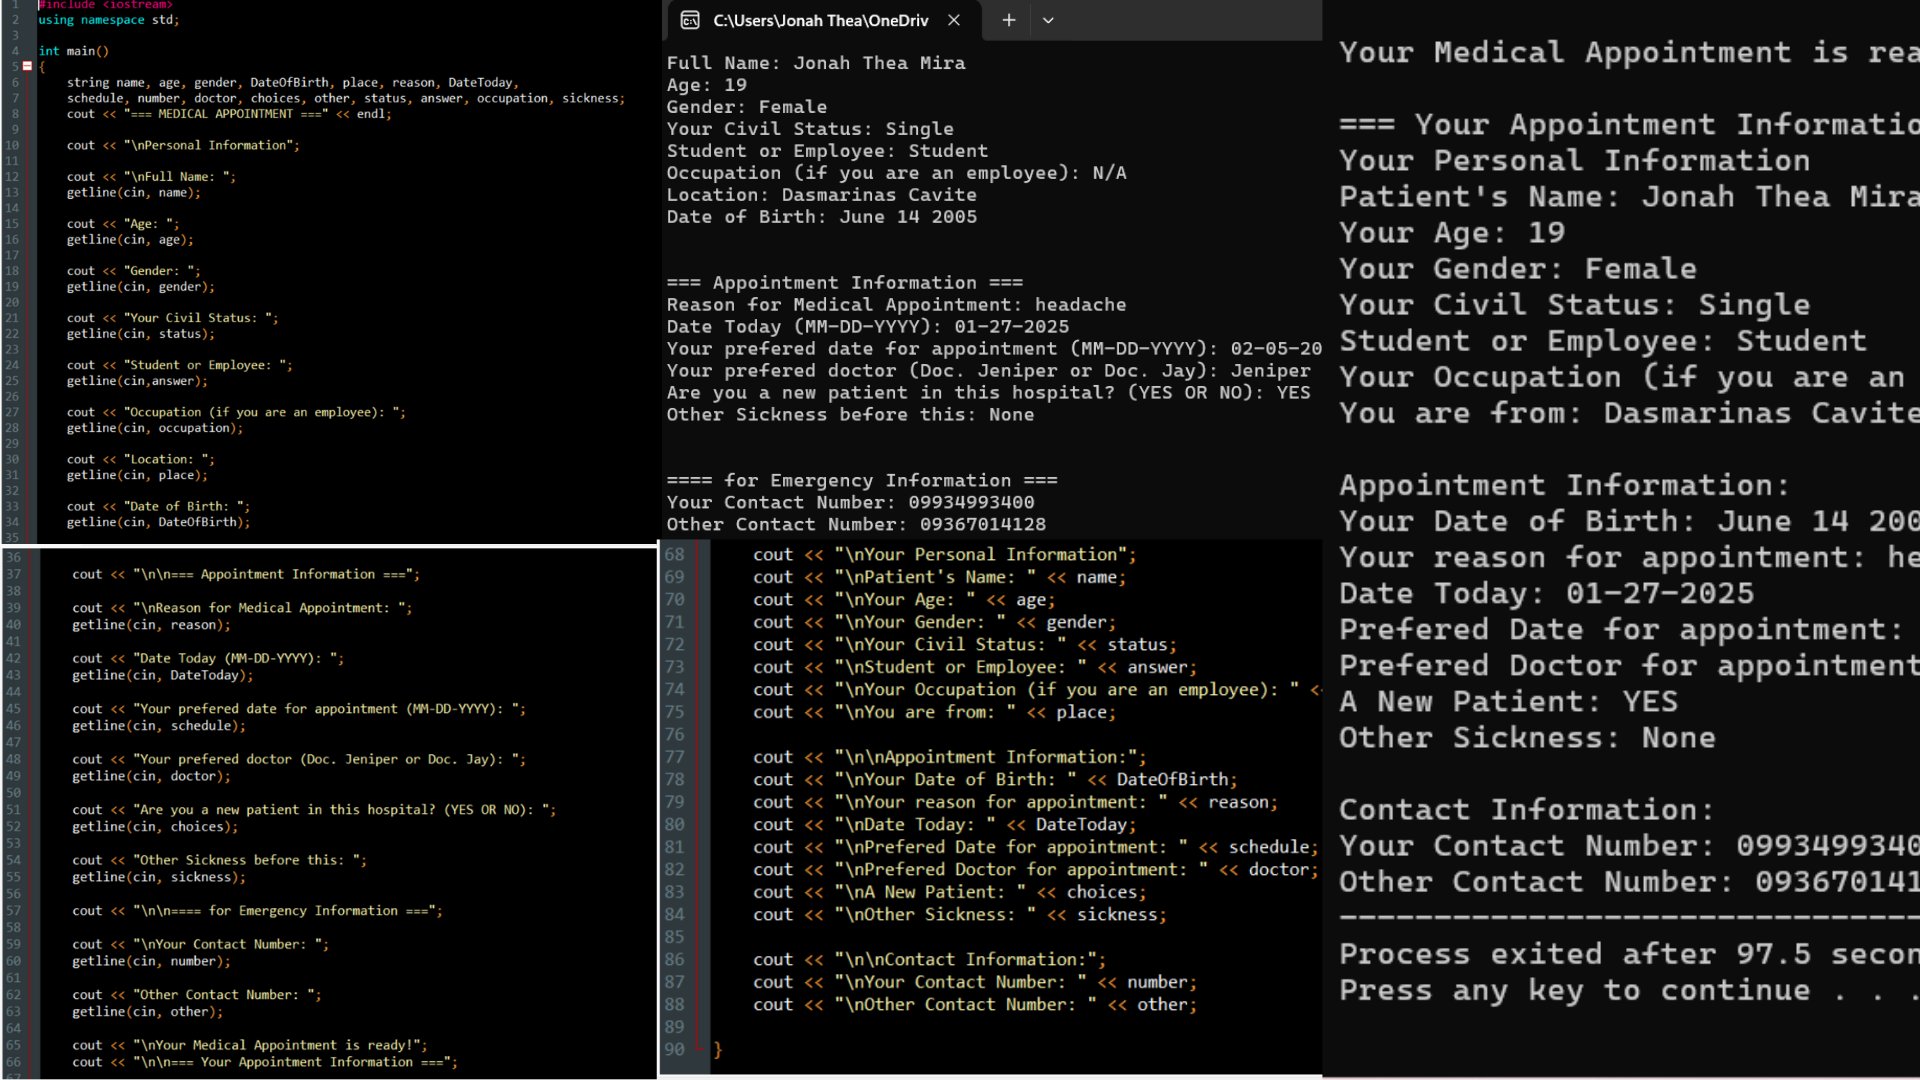 1 #include <iostream>
2 using namespace std;
3
4 int main()
5 {
6 string name, age, gender, DateOfBirth, place, reason, DateToday,
7 schedule, number, doctor, choices, other, status, answer, occupation, sickness;
8 cout << "=== MEDICAL APPOINTMENT ===" << endl;
9
10 cout << "\nPersonal Information";
11
12 cout << "\nFull Name: ";
13 getline(cin, name);
14
15 cout << "Age: ";
16 getline(cin, age);
17
18 cout << "Gender: ";
19 getline(cin, gender);
20
21 cout << "Your Civil Status: ";
22 getline(cin, status);
23
24 cout << "Student or Employee: ";
25 getline(cin,answer);
26
27 cout << "Occupation (if you are an employee): ";
28 getline(cin, occupation);
29
30 cout << "Location: ";
31 getline(cin, place);
32
33 cout << "Date of Birth: ";
34 getline(cin, DateOfBirth);
35
36
37 cout << "\n\n=== Appointment Information ===";
38
39 cout << "\nReason for Medical Appointment: ";
40 getline(cin, reason);
41
42 cout << "Date Today (MM-DD-YYYY): ";
43 getline(cin, DateToday);
44
45 cout << "Your prefered date for appointment (MM-DD-YYYY): ";
46 getline(cin, schedule);
47
48 cout << "Your prefered doctor (Doc. Jeniper or Doc. Jay): ";
49 getline(cin, doctor);
50
51 cout << "Are you a new patient in this hospital? (YES OR NO): ";
52 getline(cin, choices);
53
54 cout << "Other Sickness before this: ";
55 getline(cin, sickness);
56
57 cout << "\n\n==== for Emergency Information ===";
58
59 cout << "\nYour Contact Number: ";
60 getline(cin, number);
61
62 cout << "Other Contact Number: ";
63 getline(cin, other);
64
65 cout << "\nYour Medical Appointment is ready!";
66 cout << "\n\n=== Your Appointment Information ===";
67
C:\Users\Jonah Thea\OneDriv
Full Name: Jonah Thea Mira
Age: 19
Gender: Female
Your Civil Status: Single
Student or Employee: Student
Occupation (if you are an employee): N/A
Location: Dasmarinas Cavite
Date of Birth: June 14 2005
=== Appointment Information ===
Reason for Medical Appointment: headache
Date Today (MM-DD-YYYY): 01-27-2025
Your prefered date for appointment (MM-DD-YYYY): 02-05-20
Your prefered doctor (Doc. Jeniper or Doc. Jay): Jeniper
Are you a new patient in this hospital? (YES OR NO): YES
Other Sickness before this: None
==== for Emergency Information ===
Your Contact Number: 09934993400
Other Contact Number: 09367014128
68 cout << "\nYour Personal Information";
69 cout << "\nPatient's Name: " << name;
70 cout << "\nYour Age: " << age;
71 cout << "\nYour Gender: " << gender;
72 cout << "\nYour Civil Status: " << status;
73 cout << "\nStudent or Employee: " << answer;
74 cout << "\nYour Occupation (if you are an employee): " <<
75 cout << "\nYou are from: " << place;
76
77 cout << "\n\nAppointment Information:";
78 cout << "\nYour Date of Birth: " << DateOfBirth;
79 cout << "\nYour reason for appointment: " << reason;
80 cout << "\nDate Today: " << DateToday;
81 cout << "\nPrefered Date for appointment: " << schedule;
82 cout << "\nPrefered Doctor for appointment: " << doctor;
83 cout << "\nA New Patient: " << choices;
84 cout << "\nOther Sickness: " << sickness;
85
86 cout << "\n\nContact Information:";
87 cout << "\nYour Contact Number: " << number;
88 cout << "\nOther Contact Number: " << other;
89
90 }
Your Medical Appointment is rea
=== Your Appointment Informatio
Your Personal Information
Patient's Name: Jonah Thea Mira
Your Age: 19
Your Gender: Female
Your Civil Status: Single
Student or Employee: Student
Your Occupation (if you are an
You are from: Dasmarinas Cavite
Appointment Information:
Your Date of Birth: June 14 200
Your reason for appointment: he
Date Today: 01-27-2025
Prefered Date for appointment:
Prefered Doctor for appointment
A New Patient: YES
Other Sickness: None
Contact Information:
Your Contact Number: 0993499340
Other Contact Number: 093670141
--------------------------------
Process exited after 97.5 secon
Press any key to continue . . .